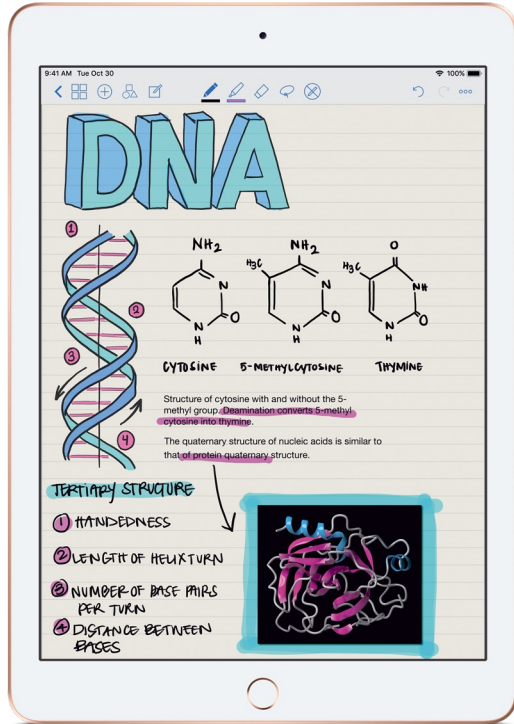 9:41 AM Tue Oct 30
100%
DNA
1
2
3
4
NH2
N
O
N
H
CYTOSINE
NH2
H3C
N
O
N
H
5-METHYLCYTOSINE
O
H3C
NH
O
N
H
THYMINE
Structure of cytosine with and without the 5-
methyl group. Deamination converts 5-methyl
cytosine into thymine.
The quaternary structure of nucleic acids is similar to
that of protein quaternary structure.
TERTIARY STRUCTURE
1 HANDEDNESS
2 LENGTH OF HELIX TURN
3 NUMBER OF BASE PAIRS
PER TURN
4 DISTANCE BETWEEN
BASES